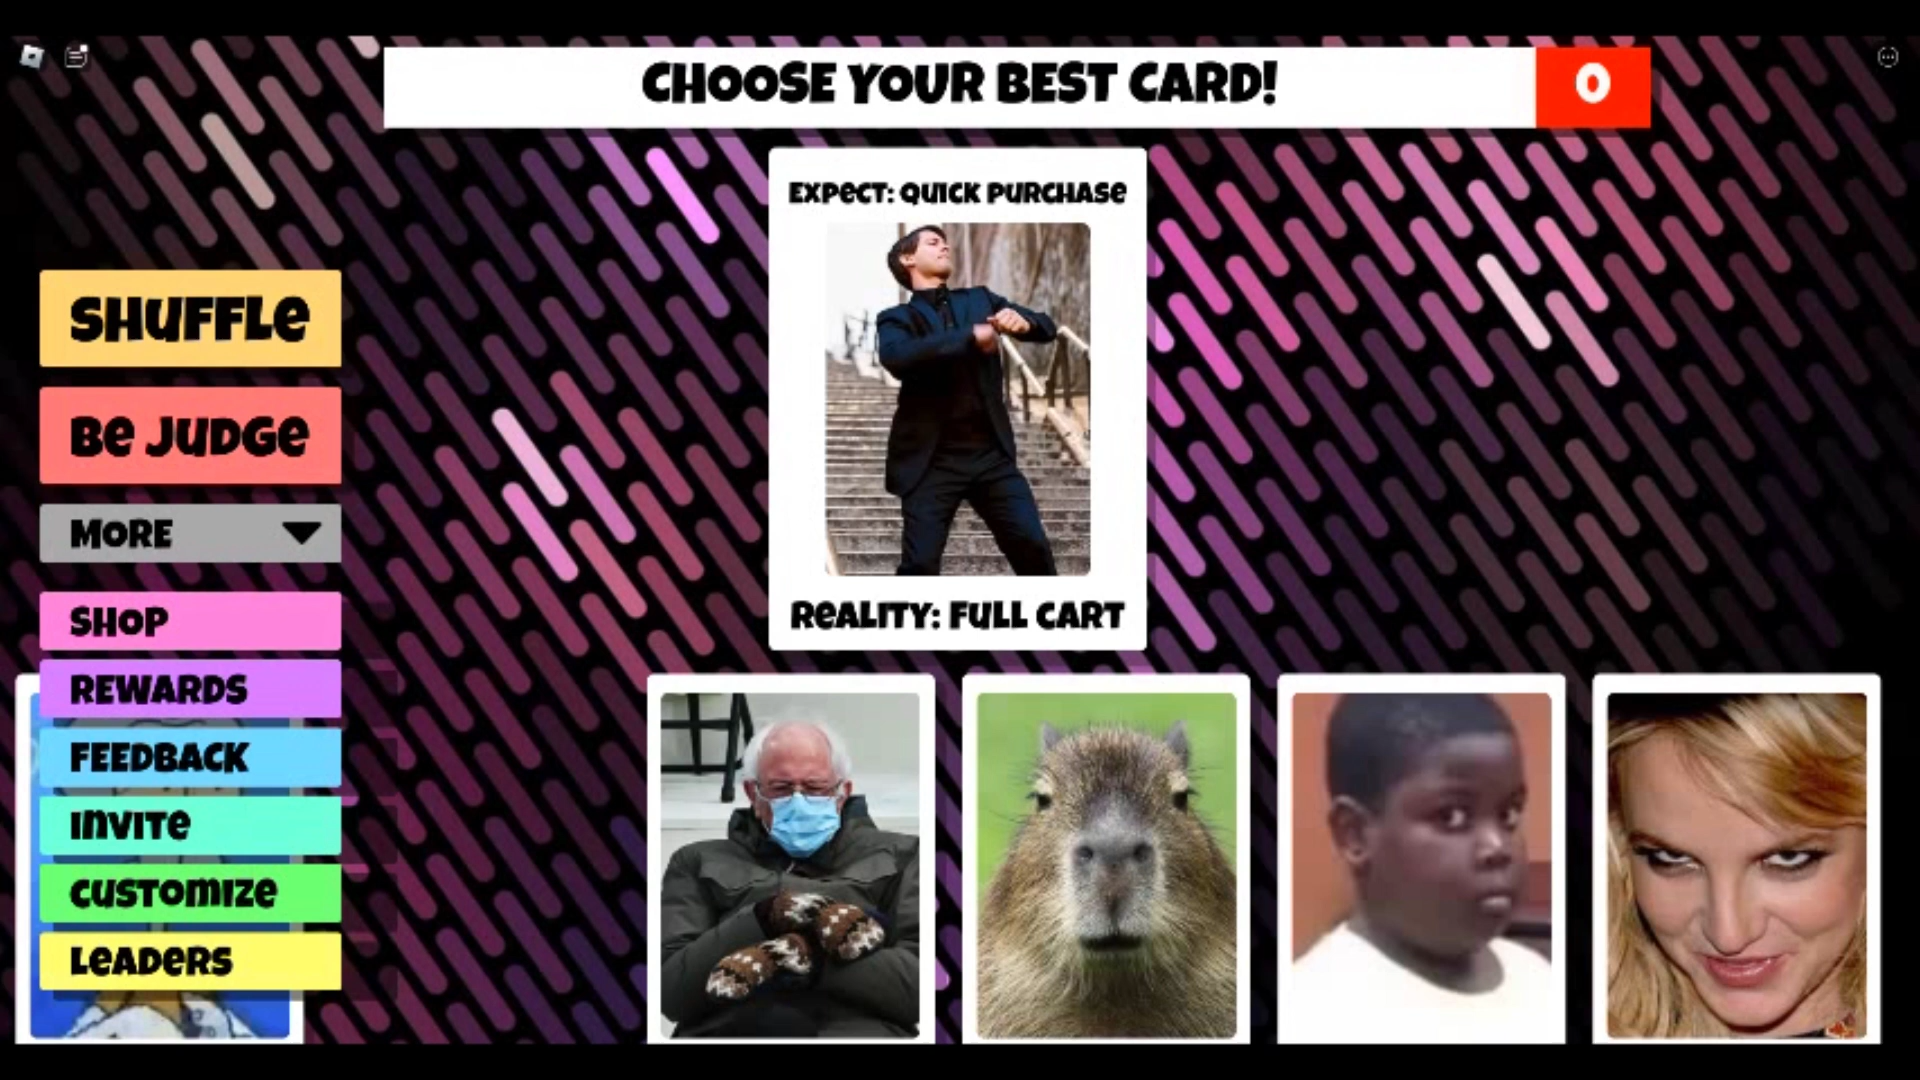 CHOOSE YOUR BEST CARD!
0
EXPECT: QUICK PURCHASE
REALITY: FULL CART
SHUFFLE
BE JUDGE
MORE
SHOP
REWARDS
FEEDBACK
INVITE
CUSTOMIZE
LEADERS